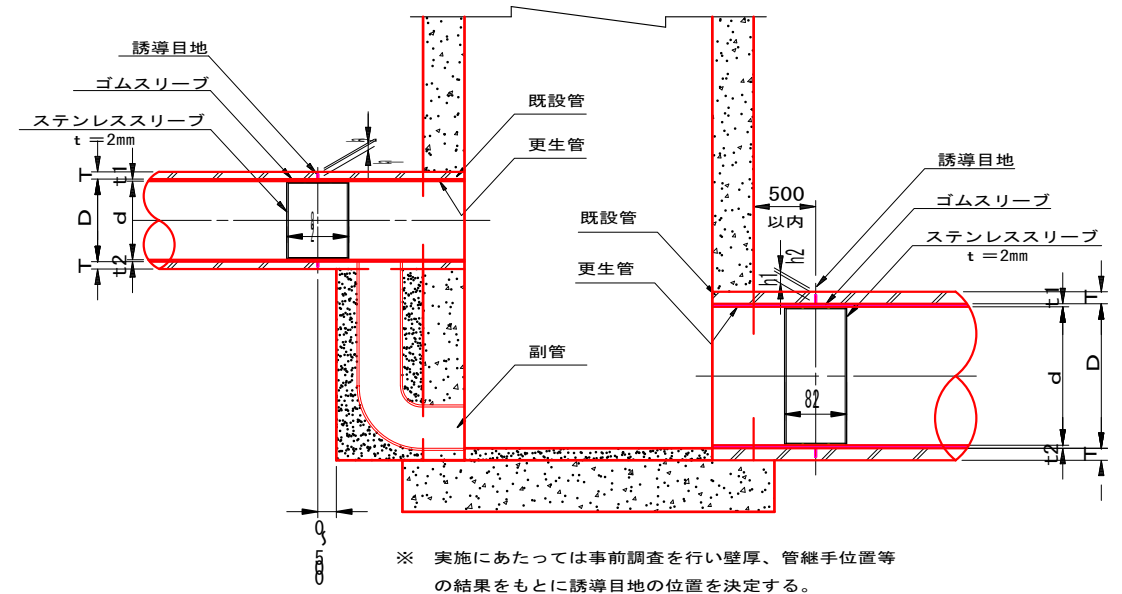 誘導目地
ゴムスリーブ
ステンレススリーブ
t =2mm
既設管
更生管
T
t1
D
d
T
t2
副管
0~500
500
以内
既設管
更生管
h1
h2
誘導目地
ゴムスリーブ
ステンレススリーブ
t =2mm
82
t1
T
d
D
t2
T
※ 実施にあたっては事前調査を行い壁厚、管継手位置等
の結果をもとに誘導目地の位置を決定する。